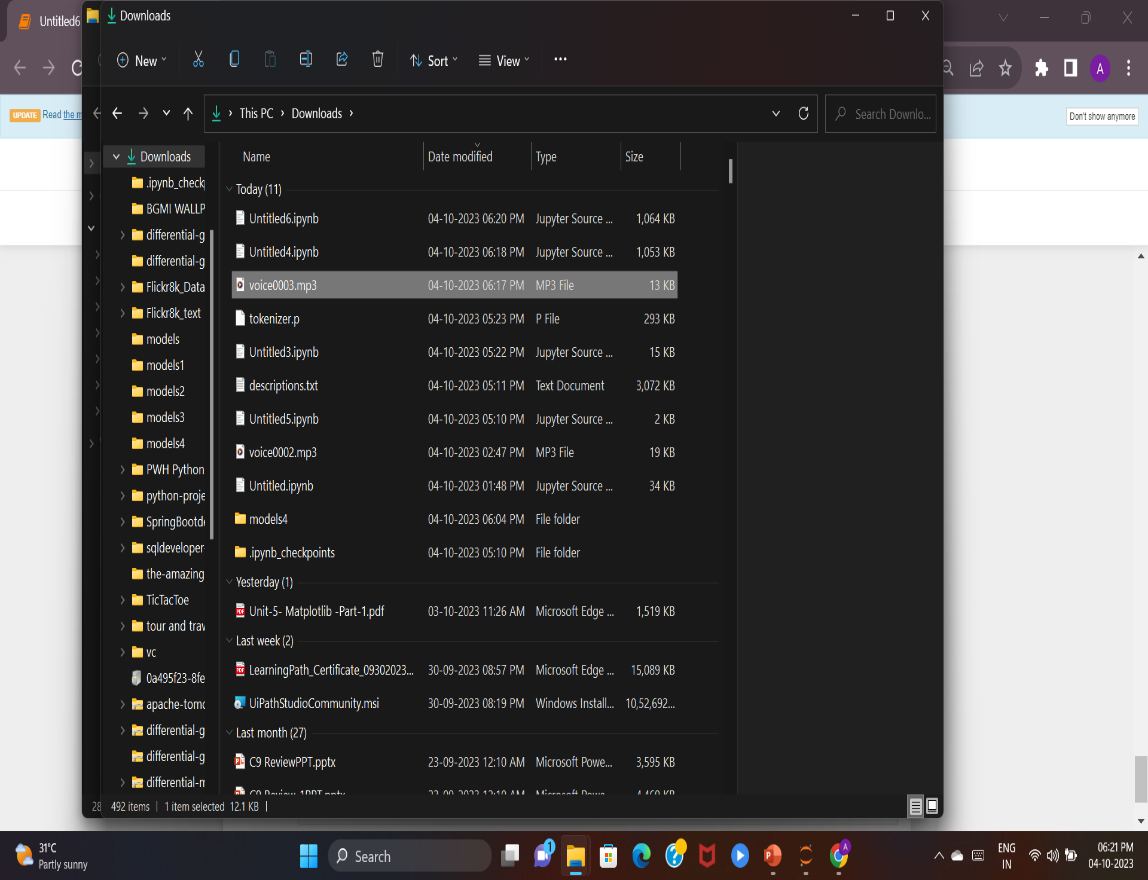 Untitled6
Downloads
New
Sort
View
A
UPDATE Read the m
Don't show anymore
This PC > Downloads >
Search Downlo...
Downloads
.ipynb_check
BGMI WALLP
differential-g
differential-g
Flickr8k_Data
Flickr8k_text
models
models1
models2
models3
models4
PWH Python
python-proje
SpringBootd
sqldeveloper
the-amazing
TicTacToe
tour and trav
vc
0a495f23-8fe
apache-tomc
differential-g
differential-g
differential-m
Name Date modified Type Size
Today (11)
Untitled6.ipynb 04-10-2023 06:20 PM Jupyter Source ... 1,064 KB
Untitled4.ipynb 04-10-2023 06:18 PM Jupyter Source ... 1,053 KB
voice0003.mp3 04-10-2023 06:17 PM MP3 File 13 KB
tokenizer.p 04-10-2023 05:23 PM P File 293 KB
Untitled3.ipynb 04-10-2023 05:22 PM Jupyter Source ... 15 KB
descriptions.txt 04-10-2023 05:11 PM Text Document 3,072 KB
Untitled5.ipynb 04-10-2023 05:10 PM Jupyter Source ... 2 KB
voice0002.mp3 04-10-2023 02:47 PM MP3 File 19 KB
Untitled.ipynb 04-10-2023 01:48 PM Jupyter Source ... 34 KB
models4 04-10-2023 06:04 PM File folder
.ipynb_checkpoints 04-10-2023 05:10 PM File folder
Yesterday (1)
Unit-5- Matplotlib -Part-1.pdf 03-10-2023 11:26 AM Microsoft Edge ... 1,519 KB
Last week (2)
LearningPath_Certificate_09302023... 30-09-2023 08:57 PM Microsoft Edge ... 15,089 KB
UiPathStudioCommunity.msi 30-09-2023 08:19 PM Windows Install... 10,52,692...
Last month (27)
C9 ReviewPPT.pptx 23-09-2023 12:10 AM Microsoft Powe... 3,595 KB
28 492 items 1 item selected 12.1 KB
31°C
Partly sunny
Search
1
2
ENG
IN
06:21 PM
04-10-2023